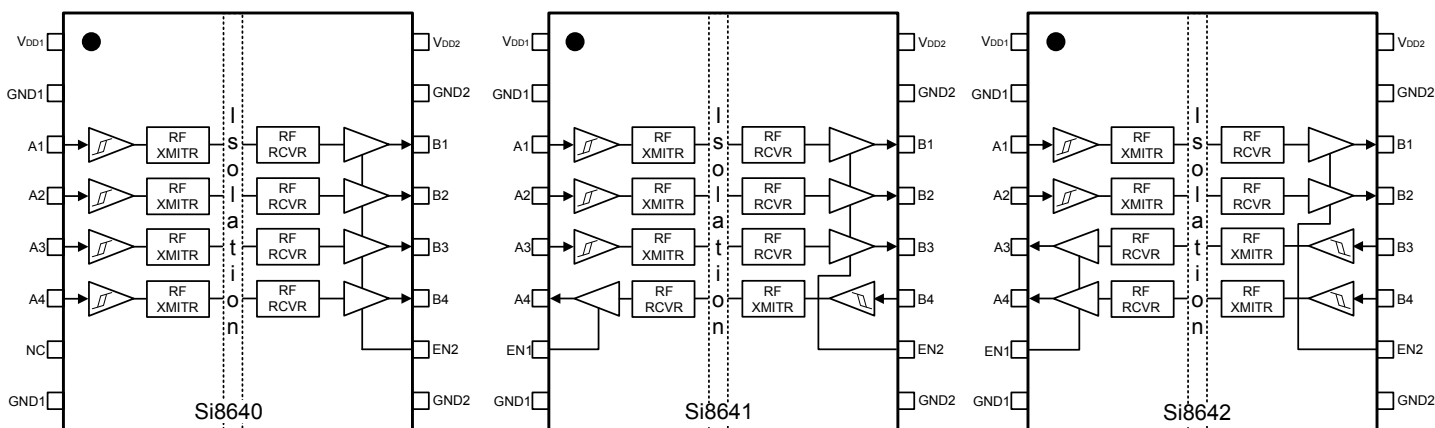 VDD1
GND1
A1
A2
A3
A4
NC
GND1
RF XMITR
RF XMITR
RF XMITR
RF XMITR
Isolation
RF RCVR
RF RCVR
RF RCVR
RF RCVR
VDD2
GND2
B1
B2
B3
B4
EN2
GND2
Si8640
VDD1
GND1
A1
A2
A3
A4
EN1
GND1
RF XMITR
RF XMITR
RF XMITR
RF RCVR
Isolation
RF RCVR
RF RCVR
RF RCVR
RF XMITR
VDD2
GND2
B1
B2
B3
B4
EN2
GND2
Si8641
VDD1
GND1
A1
A2
A3
A4
EN1
GND1
RF XMITR
RF XMITR
RF RCVR
RF RCVR
Isolation
RF RCVR
RF RCVR
RF XMITR
RF XMITR
VDD2
GND2
B1
B2
B3
B4
EN2
GND2
Si8642